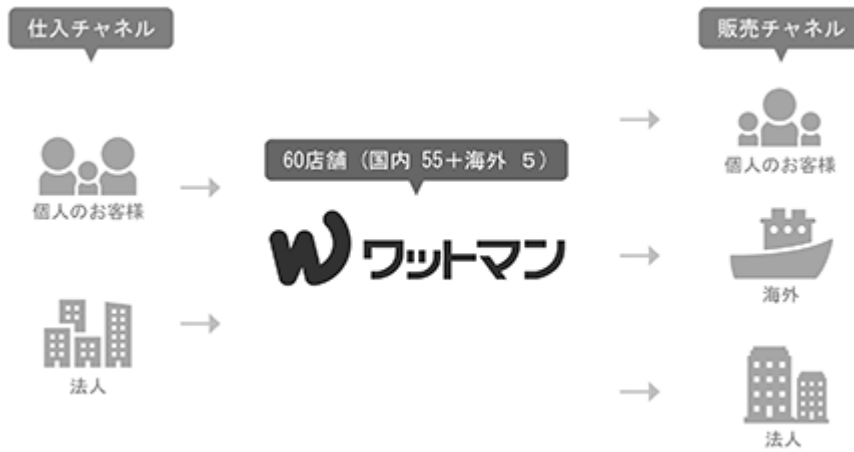 仕入チャネル
個人のお客様
法人
60店舗（国内 55＋海外 5）
W ワットマン
販売チャネル
個人のお客様
海外
法人